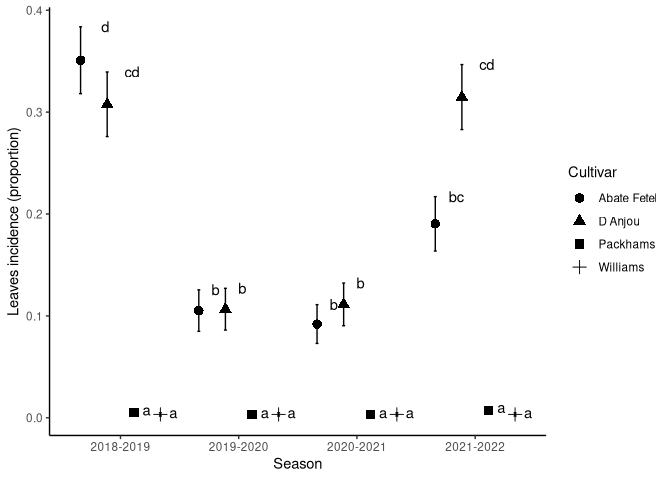 0.4
0.3
0.2
0.1
0.0
Leaves incidence (proportion)
d
cd
b
b
b
b
bc
cd
a
a
a
a
a
a
a
a
2018-2019
2019-2020
2020-2021
2021-2022
Season
Cultivar
Abate Fetel
D Anjou
Packhams
Williams